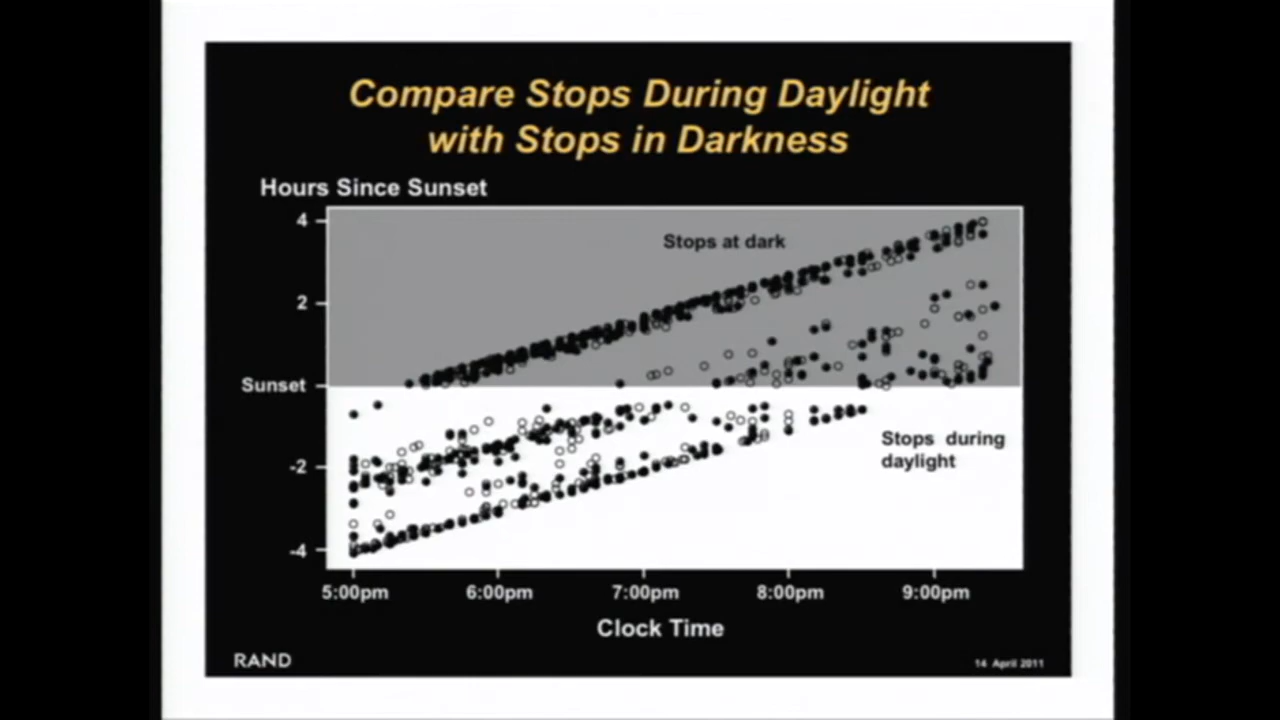 Compare Stops During Daylight
with Stops in Darkness
Hours Since Sunset
4
2
Sunset
-2
-4
Stops at dark
Stops during
daylight
5:00pm 6:00pm 7:00pm 8:00pm 9:00pm
Clock Time
RAND
14 April 2011